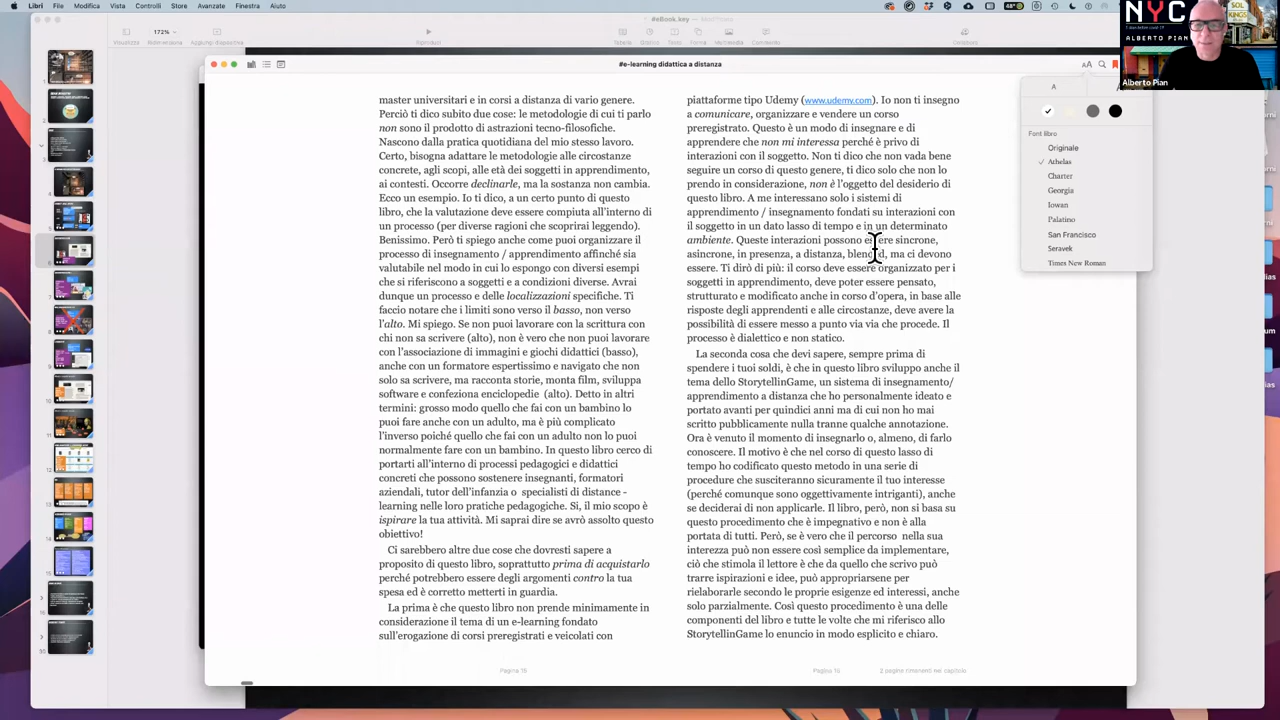 Libri File Modifica Vista Controlli Store Avanzate Finestra Aiuto
#eBook.key
172%
Visualizza Aggiungi diapositiva Riproduci Tabella Grafico Testo Forma Multimedia Commento
#e-learning didattica a distanza
master universitari e in corsi a distanza di vario genere.
Perciò ti dico subito due cose: le metodologie di cui ti parlo
non sono il prodotto di astrazioni tecno-filosofiche.
Nascono dalla pratica quotidiana del mio stesso lavoro.
Certo, bisogna adattare le metodologie alle circostanze
concrete, agli scopi, alle età dei soggetti in apprendimento,
ai contesti. Occorre declinarle, ma la sostanza non cambia.
Ecco un esempio. Io ti dico, a un certo punto di questo
libro, che la valutazione deve essere compiuta all'interno di
un processo (per diverse ragioni che scoprirai leggendo).
Benissimo. Però ti spiego anche come puoi organizzare il
processo di insegnamento / apprendimento affinché sia
valutabile nel modo in cui lo espongo con diversi esempi
che si riferiscono a soggetti e a condizioni diverse. Avrai
dunque un processo e delle localizzazioni specifiche. Ti
faccio notare che i limiti sono verso il basso, non verso
l'alto. Mi spiego. Se non puoi lavorare con la scrittura con
chi non sa scrivere (alto), non è vero che non puoi lavorare
con l'associazione di immagini e giochi didattici (basso),
anche con un formatore espertissimo e navigato che non
solo sa scrivere, ma racconta storie, monta film, sviluppa
software e confeziona enciclopedie (alto). Detto in altri
termini: grosso modo quello che fai con un bambino lo
puoi fare anche con un adulto, ma è più complicato
l'inverso poiché quello che fai con un adulto non lo puoi
normalmente fare con un bambino. In questo libro cerco di
portarti all'interno di processi pedagogici e didattici
concreti che possono sostenere insegnanti, formatori
aziendali, tutor dell'infanzia o specialisti di distance -
learning nelle loro pratiche pedagogiche. Sì, il mio scopo è
ispirare la tua attività. Mi saprai dire se avrò assolto questo
obiettivo!
Ci sarebbero altre due cose che dovresti sapere a
proposito di questo libro, soprattutto prima di acquistarlo
perché potrebbero essere degli argomenti contro la tua
spesa ed è corretto metterti in guardia.
La prima è che questo libro non prende minimamente in
considerazione il tema di un e-learning fondato
sull'erogazione di corsi preregistrati e veicolati con
piattaforme tipo Udemy (www.udemy.com). Io non ti insegno
a comunicare, organizzare e vendere un corso
preregistrato. Questo è un modo di insegnare e di
apprendere che non mi interessa perché è privo di
interazioni con il soggetto. Non ti dico che non vada bene
seguire un corso di questo genere, ti dico solo che non lo
prendo in considerazione, non è l'oggetto del desiderio di
questo libro. A me interessano solo i sistemi di
apprendimento / insegnamento fondati su interazioni con
il soggetto in un dato lasso di tempo e in un determinato
ambiente. Queste interazioni possono essere sincrone,
asincrone, in presenza, a distanza, blended, ma ci devono
essere. Ti dirò di più: il corso deve essere organizzato per i
soggetti in apprendimento, deve poter essere pensato,
strutturato e modificato anche in corso d'opera, in base alle
risposte degli apprendenti e alle circostanze, deve avere la
possibilità di essere messo a punto via via che procede. Il
processo è dialettico e non statico.
La seconda cosa che devi sapere, sempre prima di
spendere i tuoi soldi, è che in questo libro sviluppo anche il
tema dello StorytellinGame, un sistema di insegnamento/
apprendimento a distanza che ho personalmente ideato e
portato avanti per quindici anni ma di cui non ho mai
scritto pubblicamente nulla tranne qualche annotazione.
Ora è venuto il momento di insegnarlo, almeno, di farlo
conoscere. Il motivo è che nel corso di questo lasso di
tempo ho codificato questo metodo in una serie di
procedure che susciteranno sicuramente il tuo interesse
(perché comunque sono oggettivamente intriganti), anche
se deciderai di non applicarle. Il libro, però, non si basa su
questo procedimento che è impegnativo e non è alla
portata di tutti. Però, se è vero che il percorso nella sua
interezza può non essere così semplice da implementare,
ciò che stimola il libro è che da quello che scrivo può
trarre ispirazioni e idee, può appropriarsene per
rielaborarle secondo le proprie esigenze ed interessi, anche
solo parzialmente. Così questo procedimento è una delle
componenti del libro e tutte le volte che mi riferisco allo
StorytellinGame lo enuncio in modo esplicito e chiaro.
Pagina 15
2 pagine rimanenti nel capitolo
A
Font libro
Originale
✓ Athelas
Charter
Georgia
Iowan
Palatino
San Francisco
Seravek
Times New Roman
48°
NYC
ALBERTO PIAN
SOL
KINGS
Alberto Pian